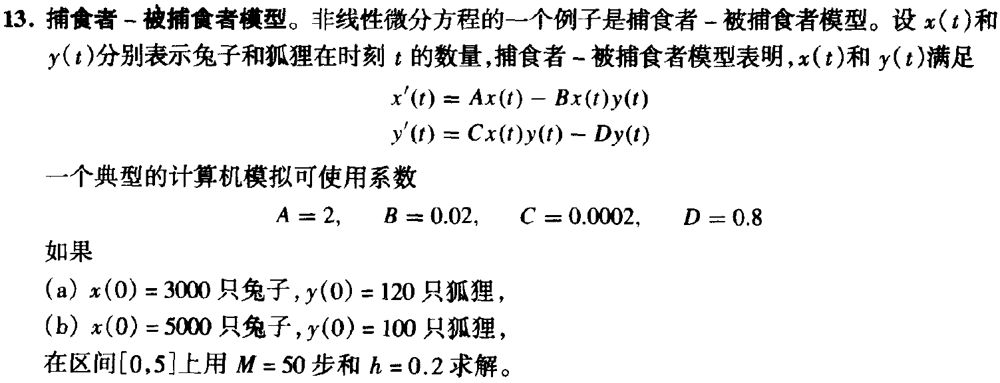 13. 捕食者-被捕食者模型。非线性微分方程的一个例子是捕食者-被捕食者模型。设 x(t)和
y(t)分别表示兔子和狐狸在时刻 t 的数量,捕食者-被捕食者模型表明,x(t)和 y(t)满足
x′(t) = Ax(t) − Bx(t)y(t)
y′(t) = Cx(t)y(t) − Dy(t)
一个典型的计算机模拟可使用系数
A = 2, B = 0.02, C = 0.0002, D = 0.8
如果
(a) x(0) = 3000 只兔子,y(0) = 120 只狐狸,
(b) x(0) = 5000 只兔子,y(0) = 100 只狐狸,
在区间[0,5]上用 M = 50 步和 h = 0.2 求解。